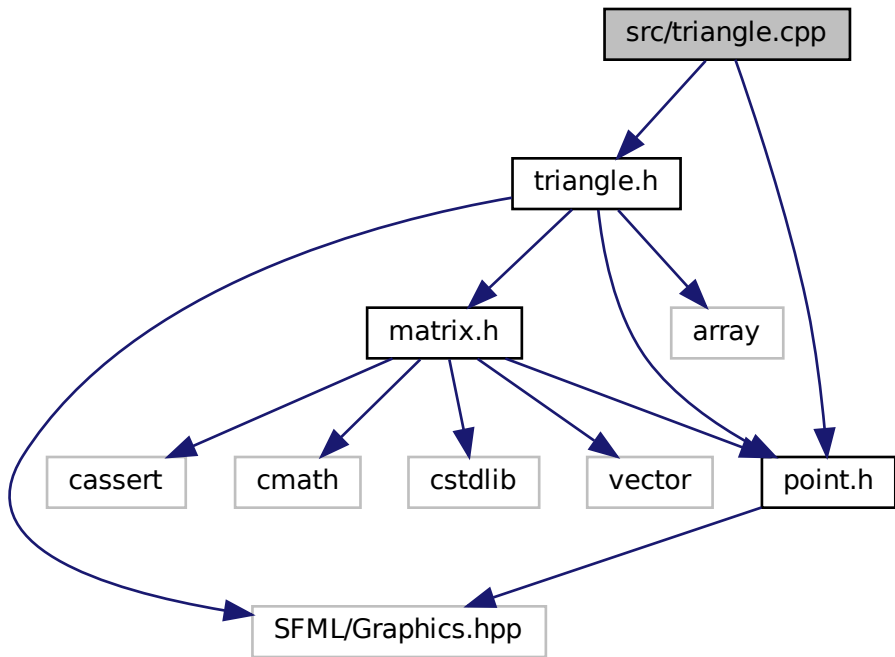 src/triangle.cpp
triangle.h
matrix.h
array
cassert
cmath
cstdlib
vector
point.h
SFML/Graphics.hpp